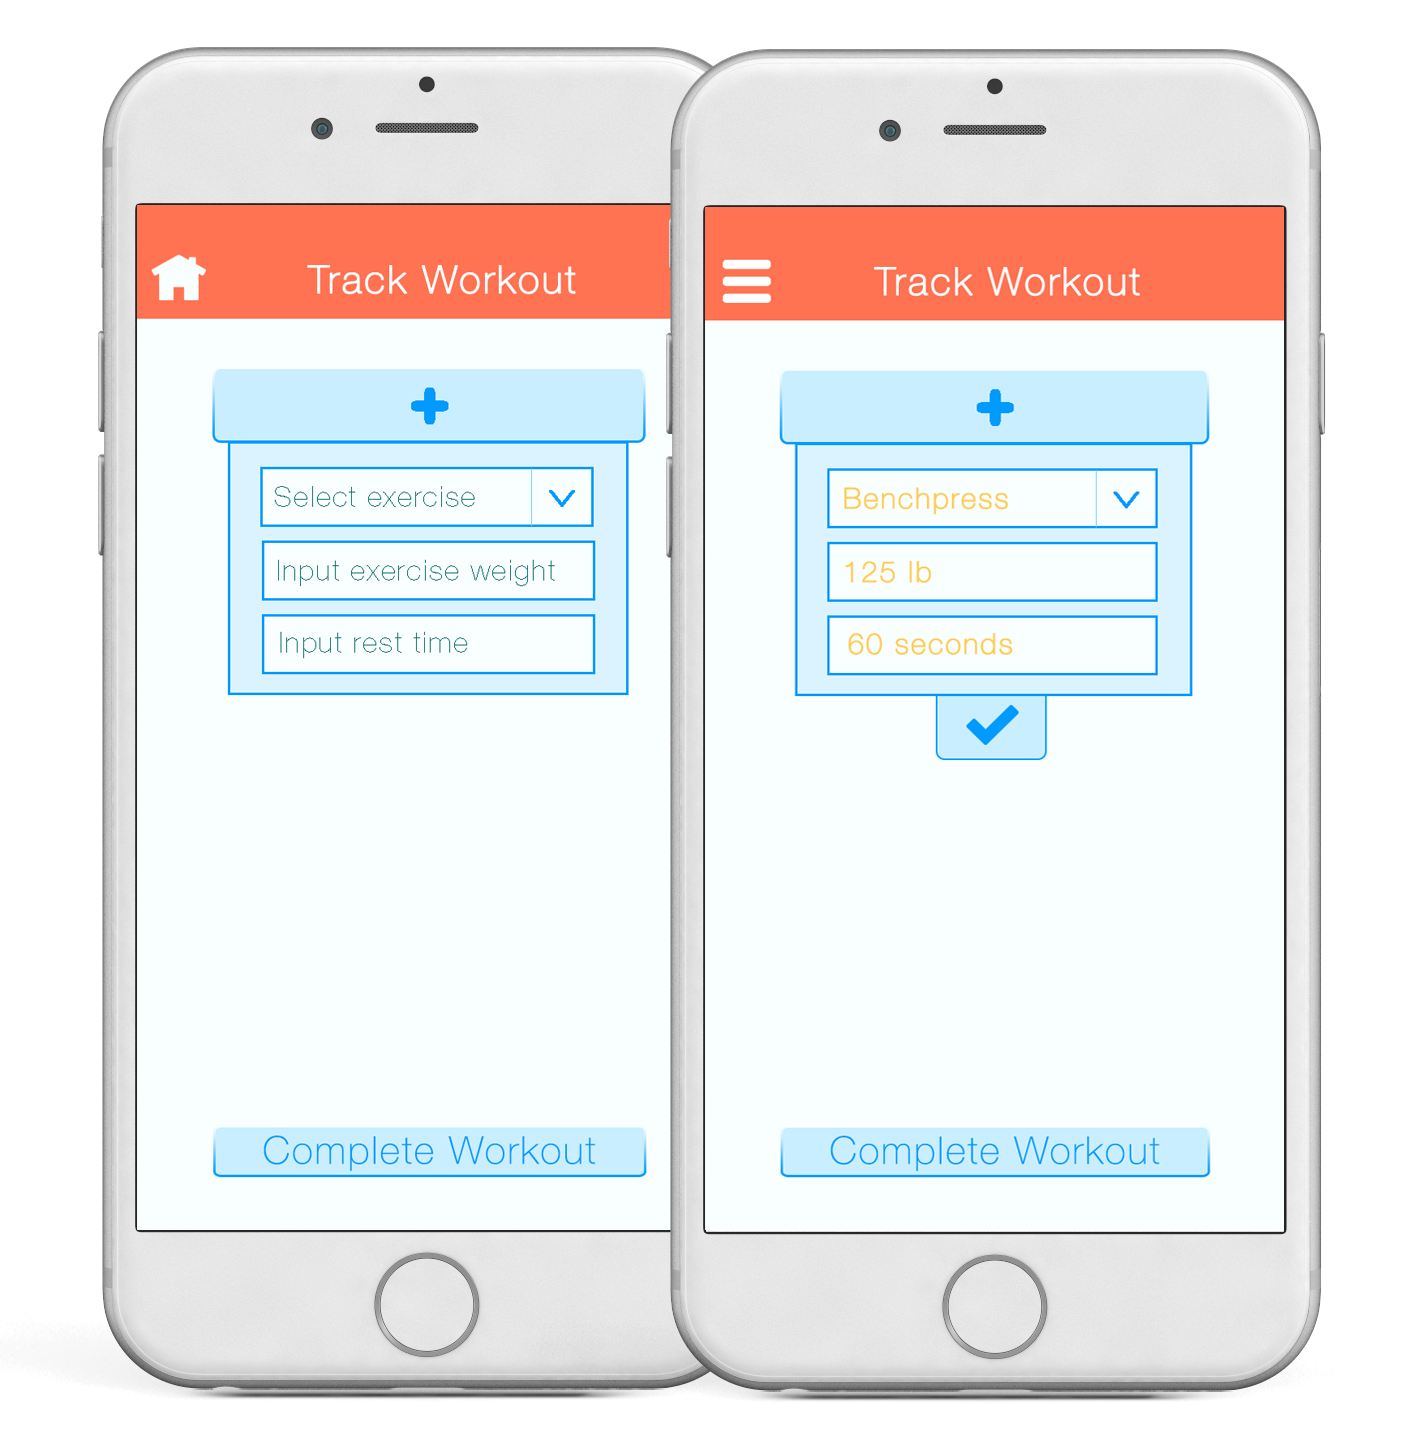 Track Workout
Select exercise
Input exercise weight
Input rest time
Complete Workout
Track Workout
Benchpress
125 lb
60 seconds
Complete Workout